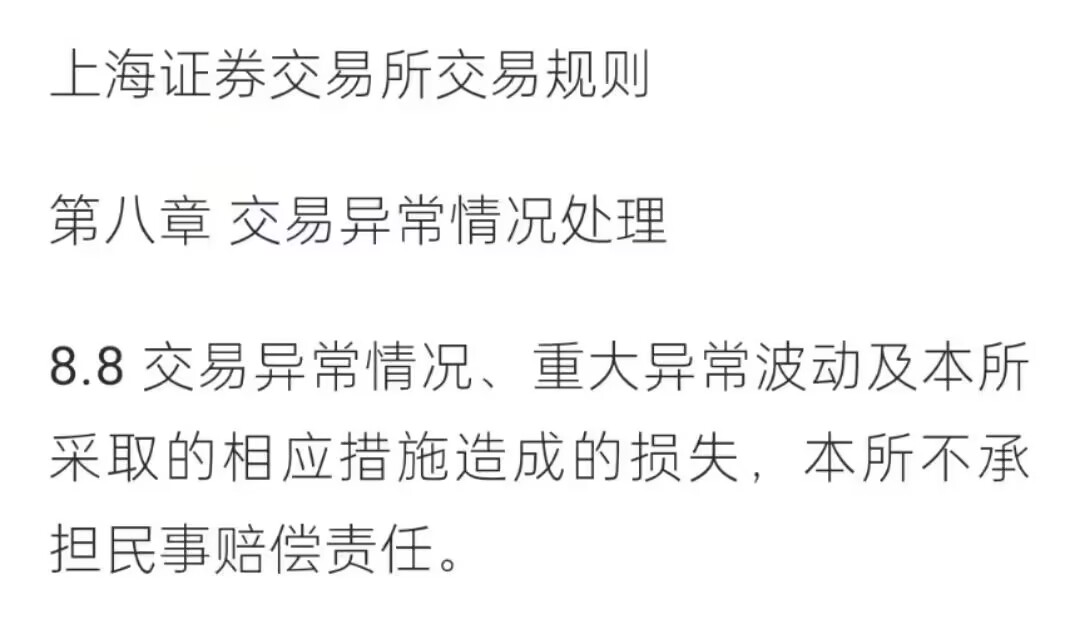 上海证券交易所交易规则
第八章 交易异常情况处理
8.8 交易异常情况、重大异常波动及本所
采取的相应措施造成的损失，本所不承
担民事赔偿责任。